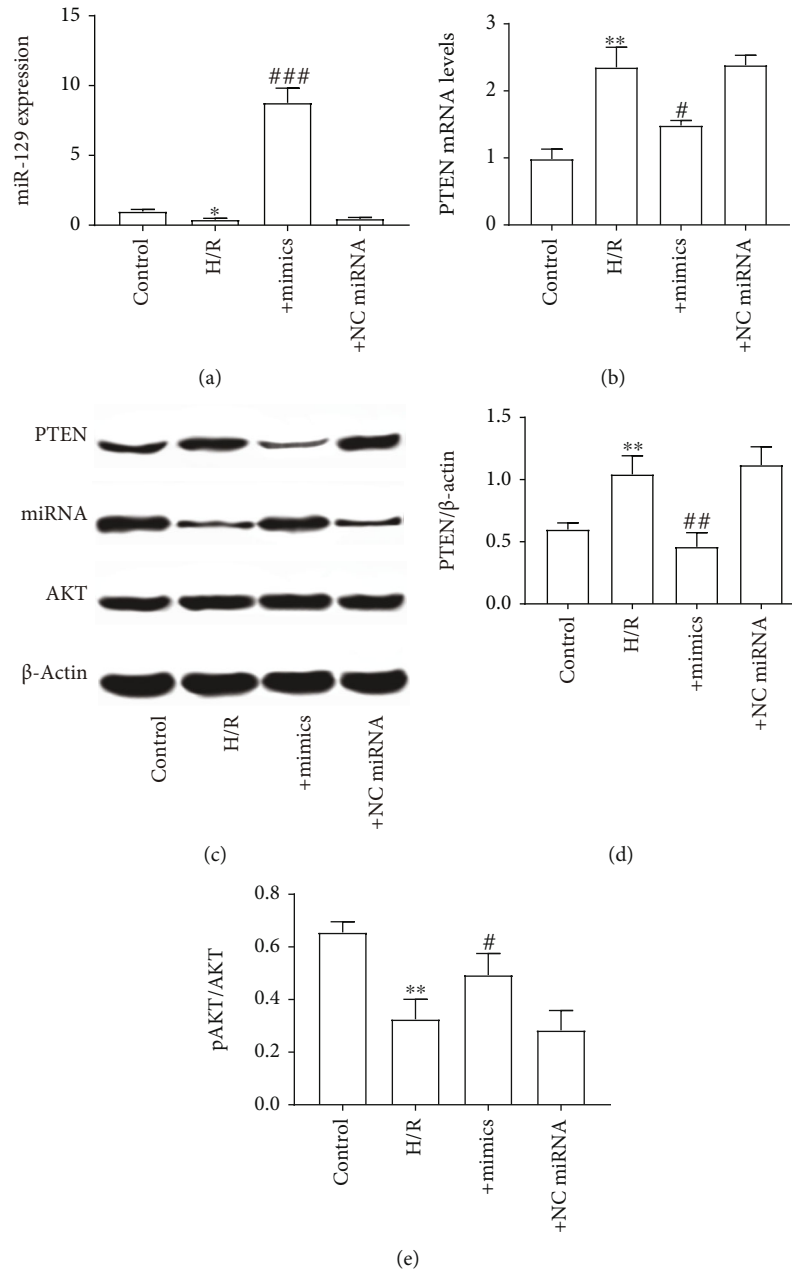 miR-129 expression
15
10
5
0
*
###
Control
H/R
+mimics
+NC miRNA
(a)
PTEN mRNA levels
3
2
1
0
**
#
Control
H/R
+mimics
+NC miRNA
(b)
PTEN
miRNA
AKT
β-Actin
Control
H/R
+mimics
+NC miRNA
(c)
PTEN/β-actin
1.5
1.0
0.5
0.0
**
##
Control
H/R
+mimics
+NC miRNA
(d)
pAKT/AKT
0.8
0.6
0.4
0.2
0.0
**
#
Control
H/R
+mimics
+NC miRNA
(e)